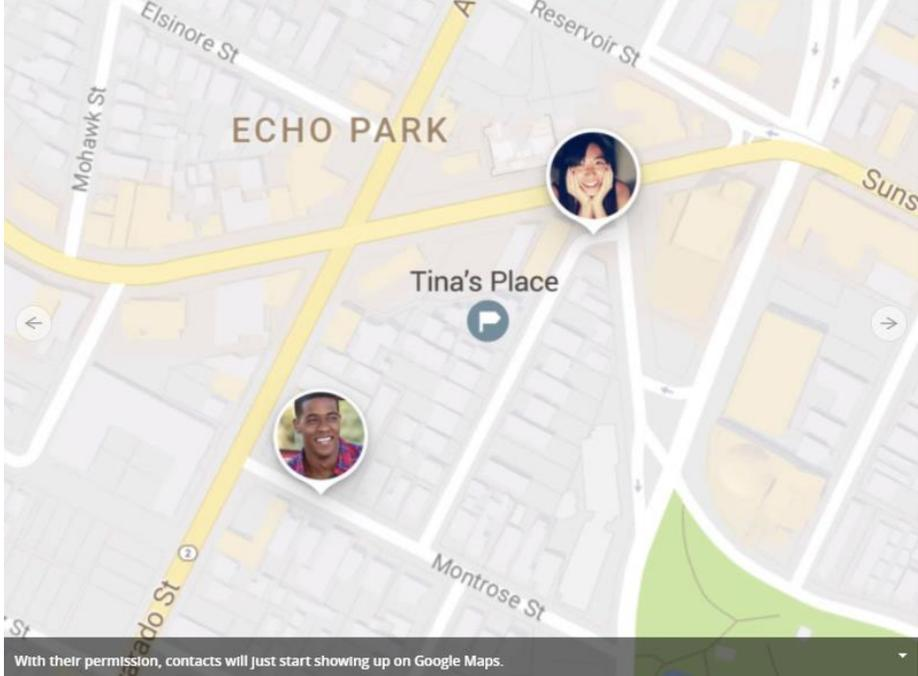 Elsinore St
Reservoir St
Mohawk St
ECHO PARK
Suns
Tina's Place
2
Montrose St
arado St
St
With their permission, contacts will just start showing up on Google Maps.